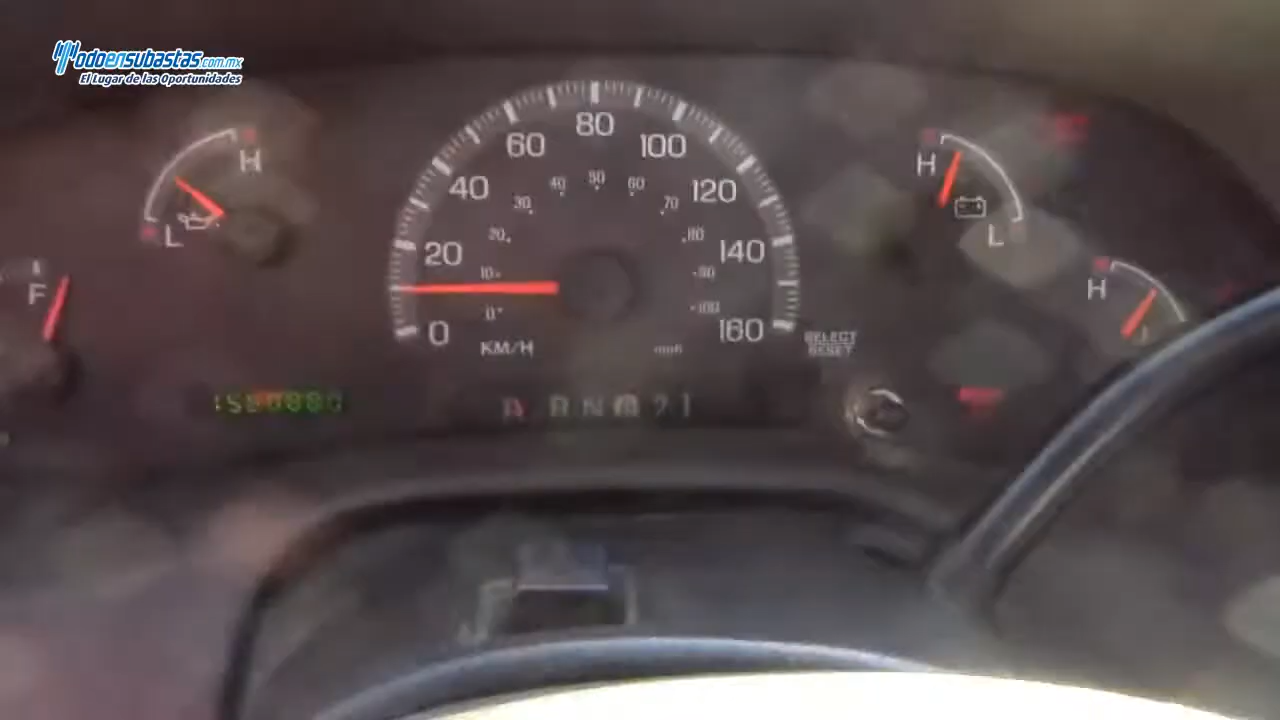 todoensubastas.com.mx
El Lugar de las Oportunidades
H
L
F
0
20
40
60
80
100
120
140
160
0
10
20
30
40
50
60
70
80
90
100
KM/H
mph
SELECT
RESET
H
L
H